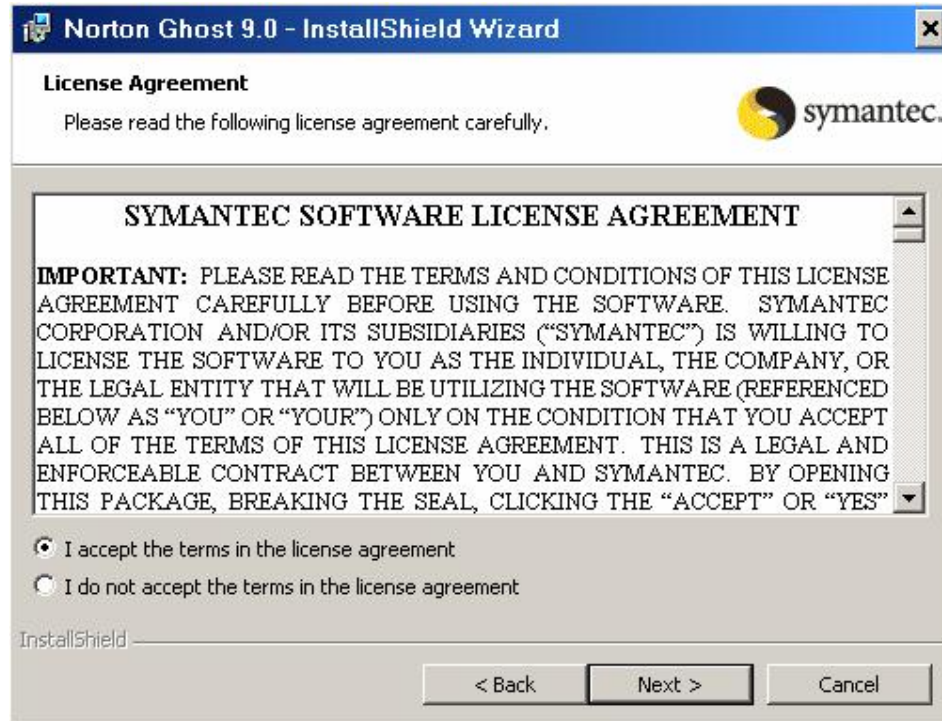 Norton Ghost 9.0 - InstallShield Wizard
License Agreement
Please read the following license agreement carefully.
symantec.
SYMANTEC SOFTWARE LICENSE AGREEMENT
IMPORTANT: PLEASE READ THE TERMS AND CONDITIONS OF THIS LICENSE
AGREEMENT CAREFULLY BEFORE USING THE SOFTWARE. SYMANTEC
CORPORATION AND/OR ITS SUBSIDIARIES (“SYMANTEC”) IS WILLING TO
LICENSE THE SOFTWARE TO YOU AS THE INDIVIDUAL, THE COMPANY, OR
THE LEGAL ENTITY THAT WILL BE UTILIZING THE SOFTWARE (REFERENCED
BELOW AS “YOU” OR “YOUR”) ONLY ON THE CONDITION THAT YOU ACCEPT
ALL OF THE TERMS OF THIS LICENSE AGREEMENT. THIS IS A LEGAL AND
ENFORCEABLE CONTRACT BETWEEN YOU AND SYMANTEC. BY OPENING
THIS PACKAGE, BREAKING THE SEAL, CLICKING THE “ACCEPT” OR “YES”
I accept the terms in the license agreement
I do not accept the terms in the license agreement
InstallShield
< Back Next > Cancel